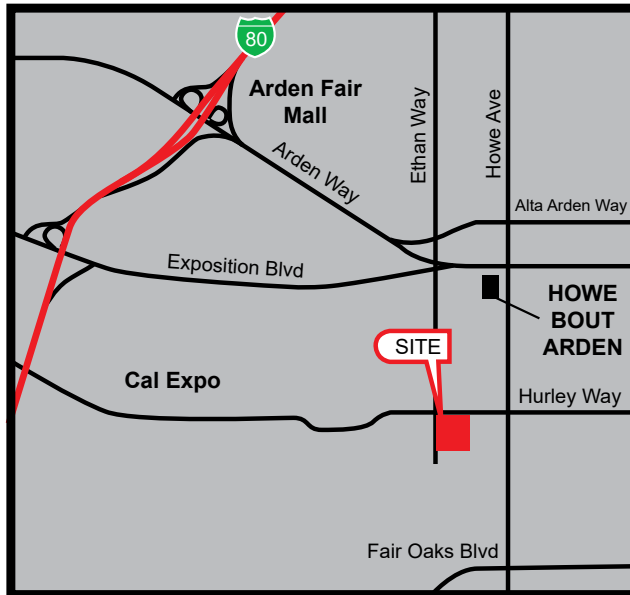 80
Arden Fair
Mall
Ethan Way
Howe Ave
Arden Way
Alta Arden Way
Exposition Blvd
HOWE
BOUT
ARDEN
SITE
Cal Expo
Hurley Way
Fair Oaks Blvd